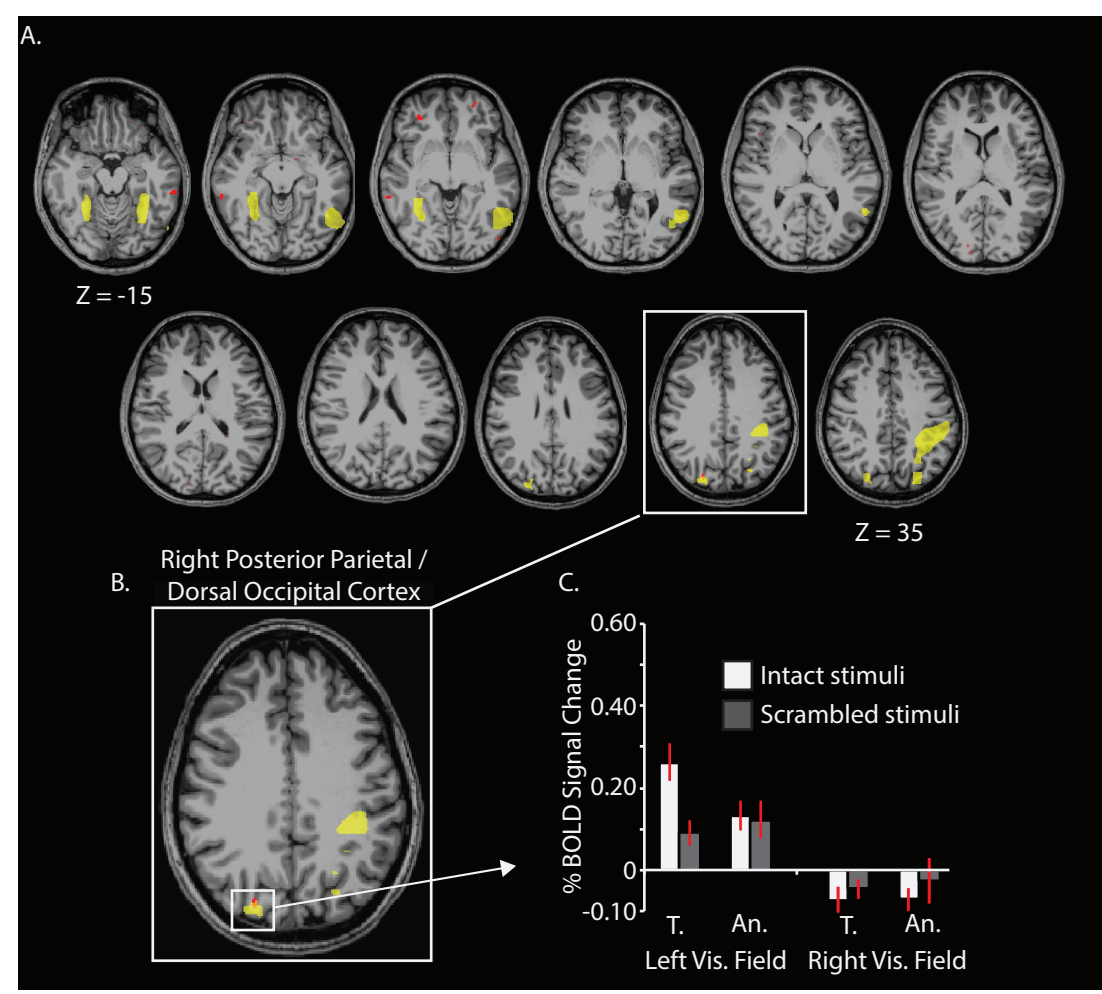 A.
Z = -15
Z = 35
Right Posterior Parietal /
Dorsal Occipital Cortex
B.
C.
% BOLD Signal Change
0.60
0.40
0.20
0
-0.10
Intact stimuli
Scrambled stimuli
T. An. T. An.
Left Vis. Field Right Vis. Field